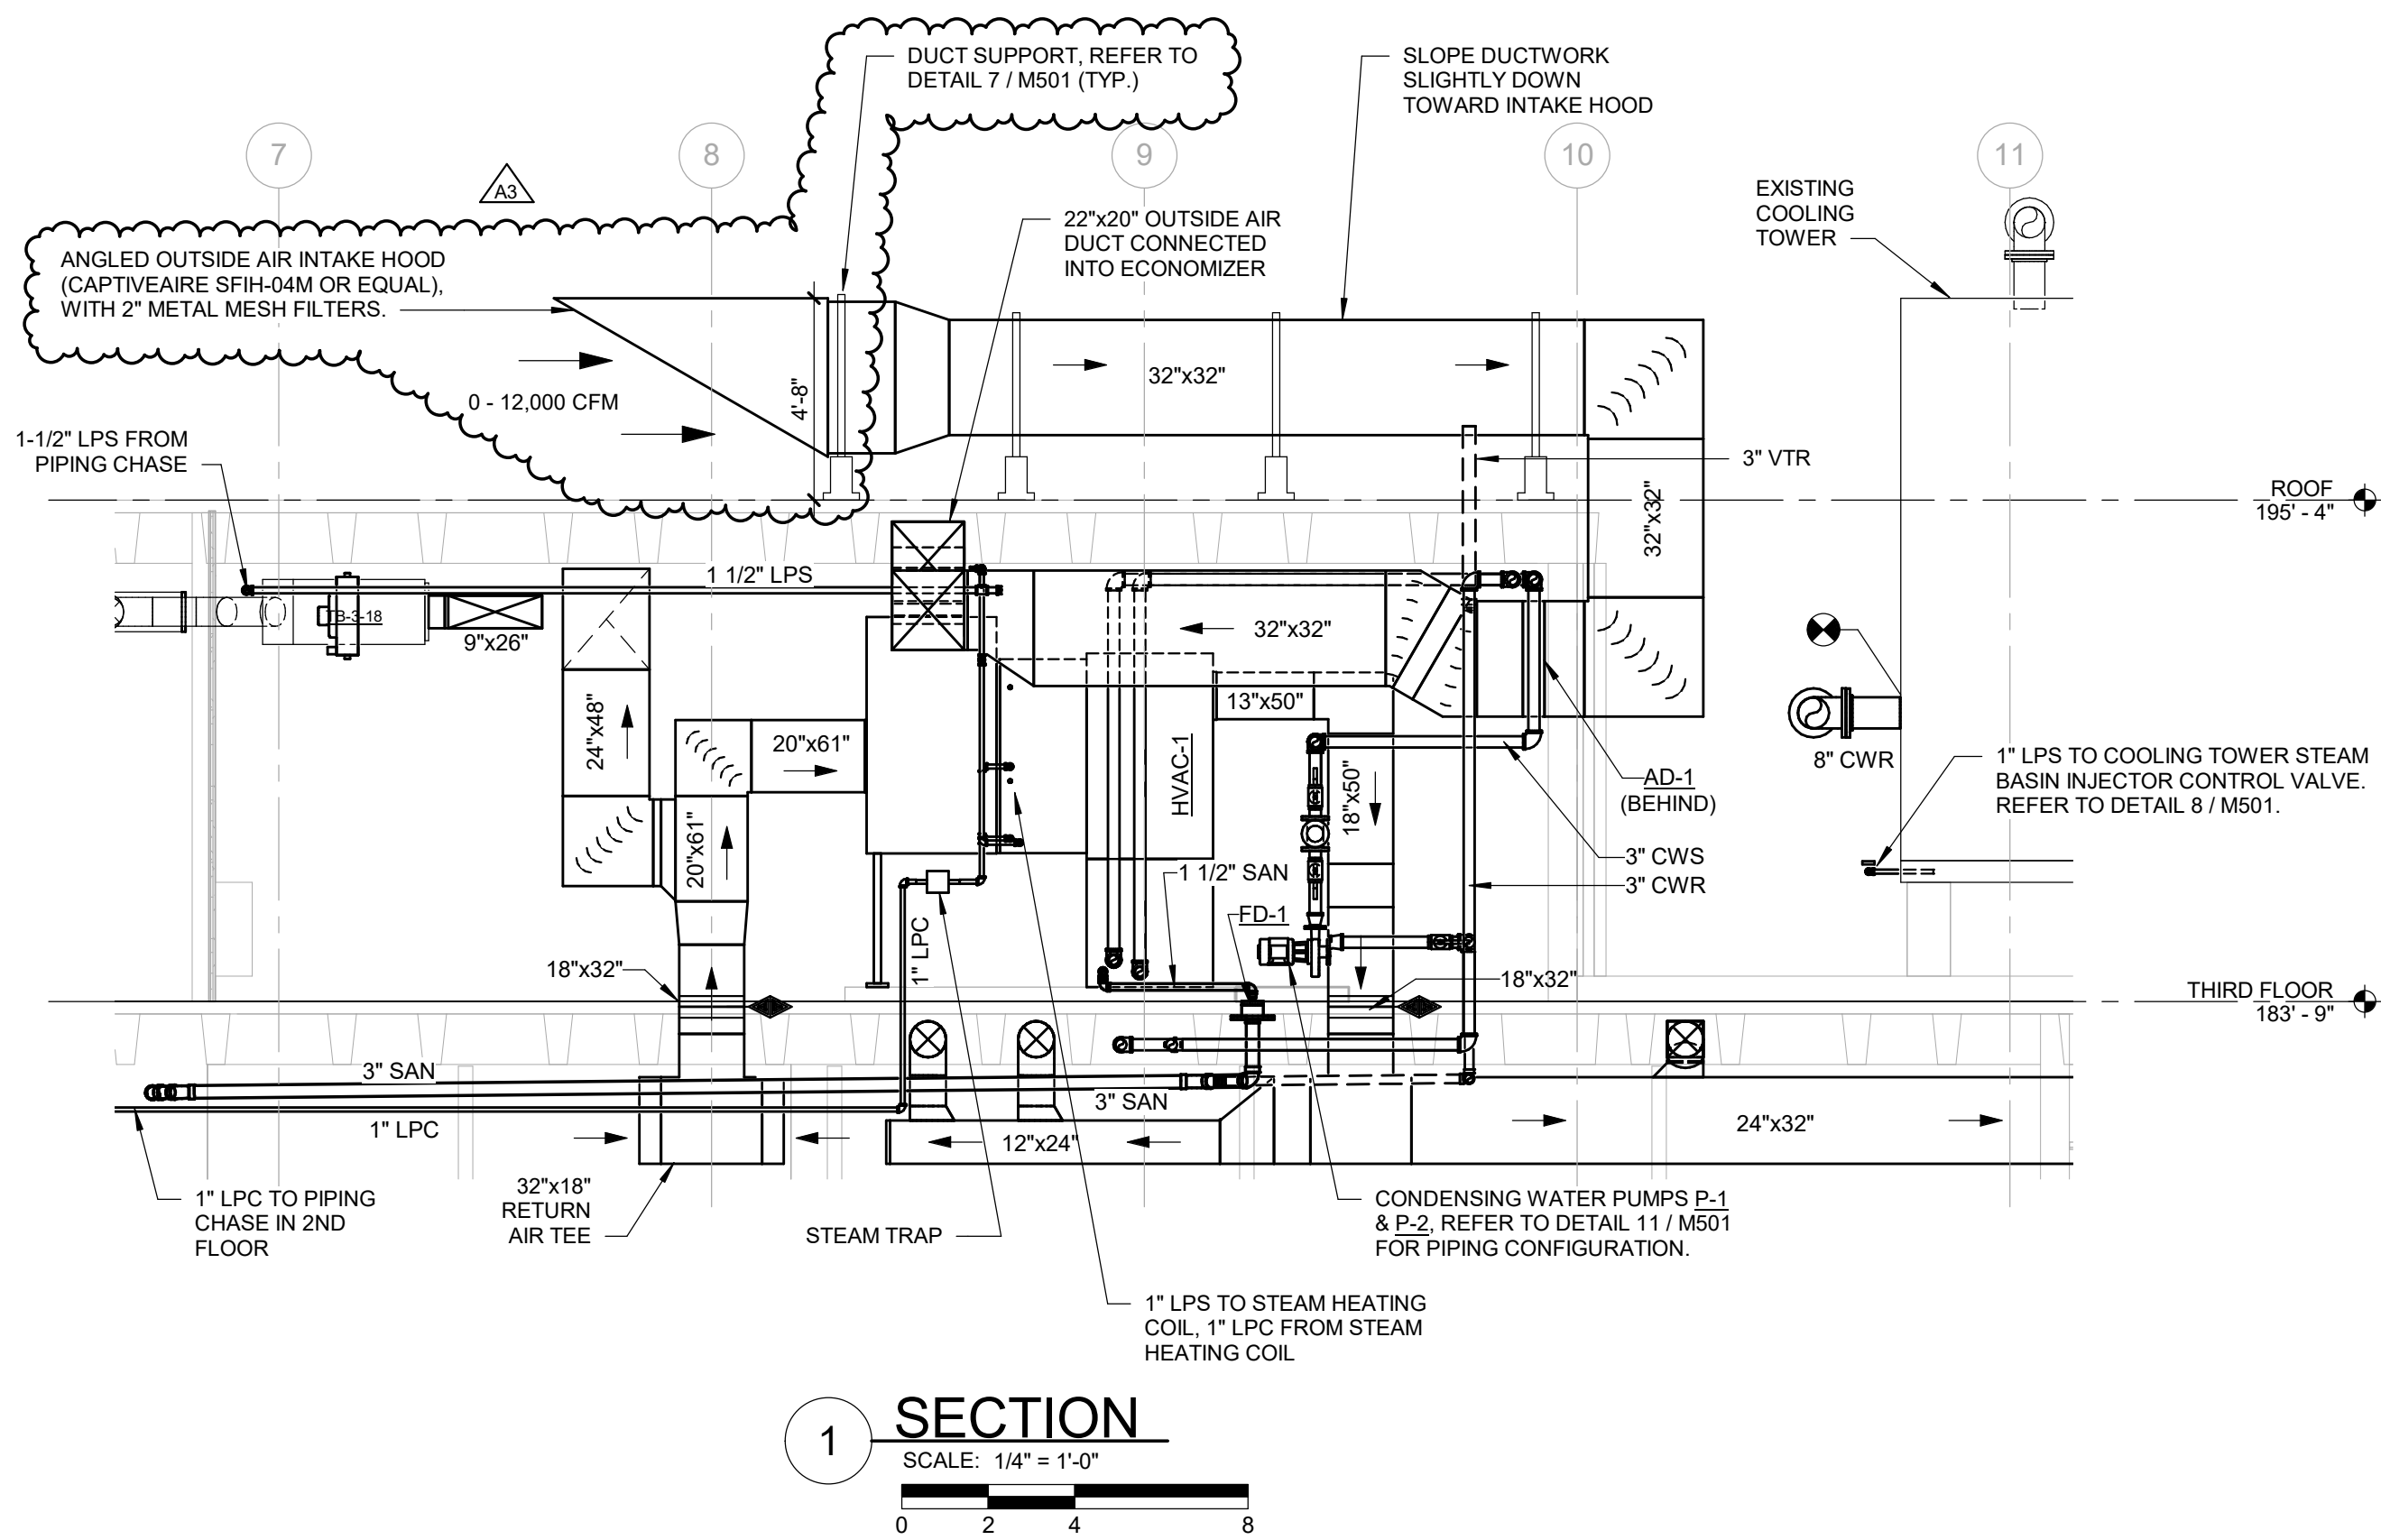 DUCT SUPPORT, REFER TO
DETAIL 7 / M501 (TYP.)
SLOPE DUCTWORK
SLIGHTLY DOWN
TOWARD INTAKE HOOD
7
8
9
10
11
A3
EXISTING
COOLING
TOWER
22"x20" OUTSIDE AIR
DUCT CONNECTED
INTO ECONOMIZER
ANGLED OUTSIDE AIR INTAKE HOOD
(CAPTIVEAIRE SFIH-04M OR EQUAL),
WITH 2" METAL MESH FILTERS.
0 - 12,000 CFM
4'-8"
32"x32"
1-1/2" LPS FROM
PIPING CHASE
3" VTR
32"x32"
ROOF
195' - 4"
1 1/2" LPS
TB-3-18
9"x26"
32"x32"
13"x50"
24"x48"
20"x61"
20"x61"
HVAC-1
18"x50"
AD-1
(BEHIND)
8" CWR
1" LPS TO COOLING TOWER STEAM
BASIN INJECTOR CONTROL VALVE.
REFER TO DETAIL 8 / M501.
3" CWS
3" CWR
1 1/2" SAN
FD-1
1" LPC
18"x32"
18"x32"
THIRD FLOOR
183' - 9"
3" SAN
3" SAN
1" LPC
12"x24"
24"x32"
1" LPC TO PIPING
CHASE IN 2ND
FLOOR
32"x18"
RETURN
AIR TEE
STEAM TRAP
CONDENSING WATER PUMPS P-1
& P-2, REFER TO DETAIL 11 / M501
FOR PIPING CONFIGURATION.
1" LPS TO STEAM HEATING
COIL, 1" LPC FROM STEAM
HEATING COIL
1
SECTION
SCALE: 1/4" = 1'-0"
0 2 4 8